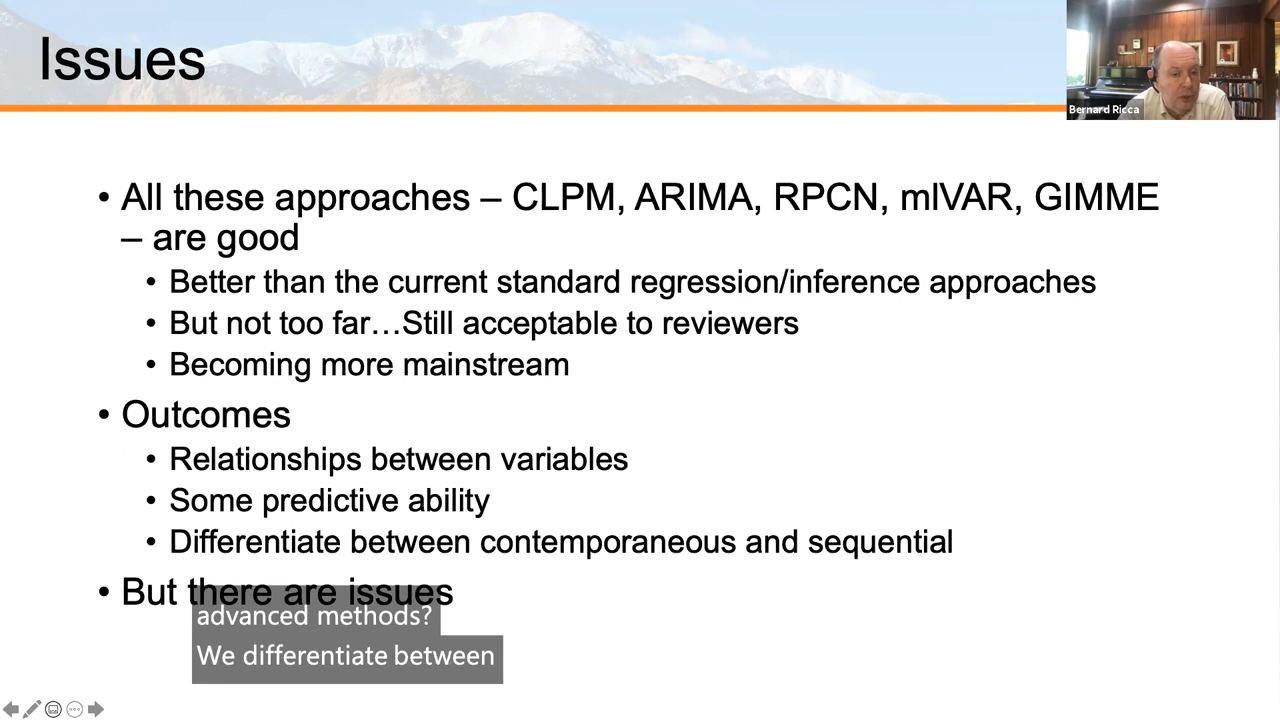 Issues
Bernard Ricca
• All these approaches – CLPM, ARIMA, RPCN, mlVAR, GIMME
– are good
• Better than the current standard regression/inference approaches
• But not too far…Still acceptable to reviewers
• Becoming more mainstream
• Outcomes
• Relationships between variables
• Some predictive ability
• Differentiate between contemporaneous and sequential
• But there are issues
advanced methods?
We differentiate between